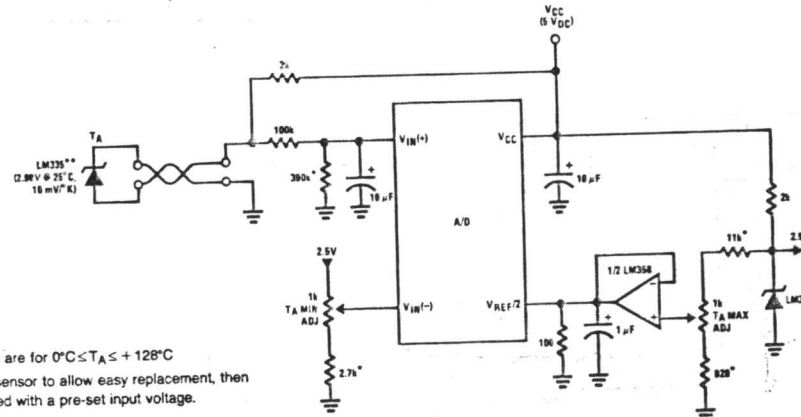 VCC
(5 VDC)
2k
TA
LM335**
(2.98V @ 25°C,
10 mV/°K)
100k
390k*
10 µF
VIN(+)
VCC
A/D
VIN(-)
VREF/2
10 µF
2k
11k*
1/2 LM358
1k
TA MAX
ADJ
820*
2.5V
1k
TA MIN
ADJ
2.7k*
100
1 µF
are for 0°C≤TA≤ + 128°C
sensor to allow easy replacement, then
ed with a pre-set input voltage.